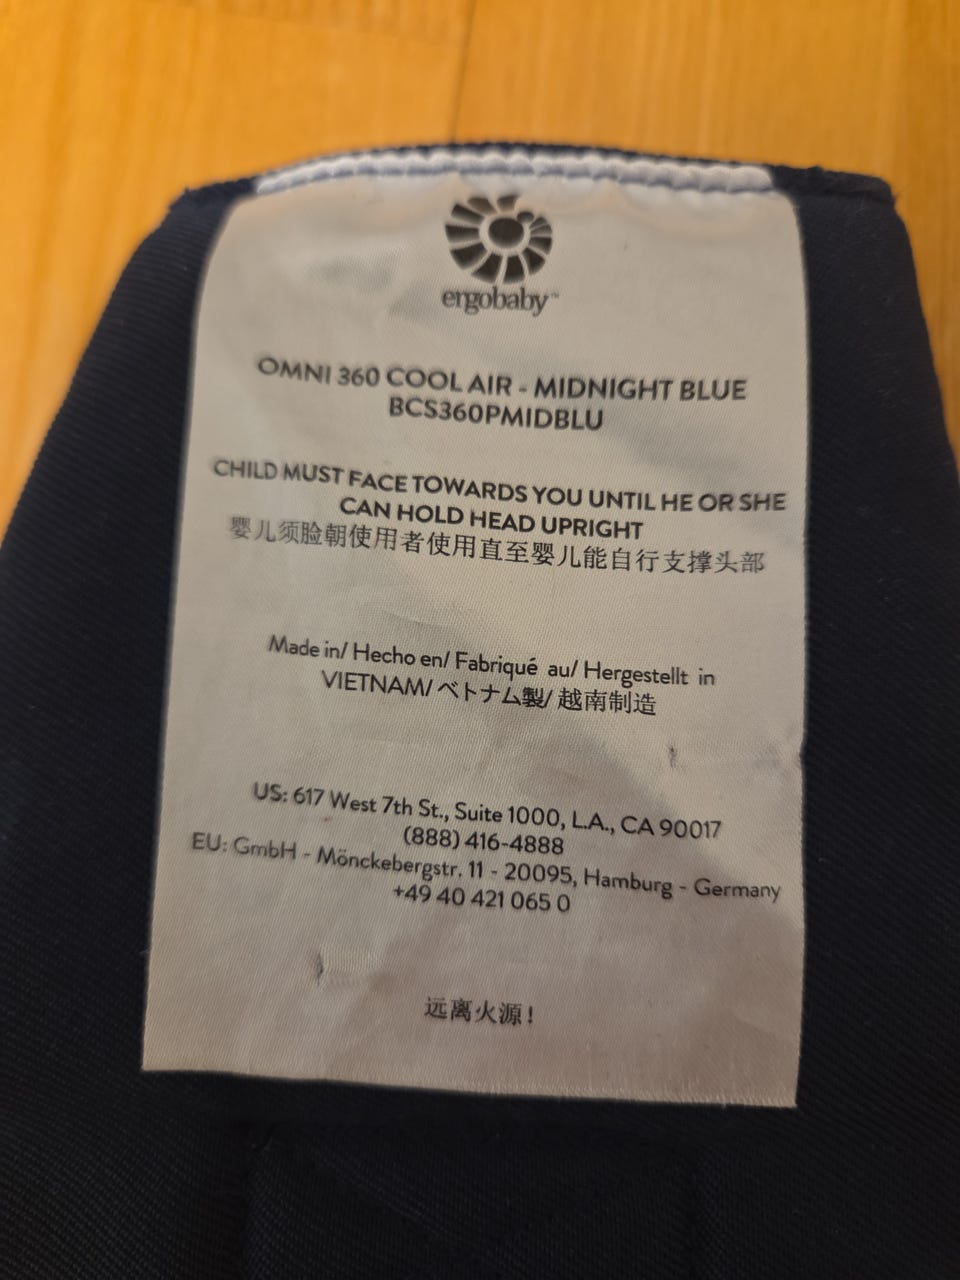 ergobaby™
OMNI 360 COOL AIR - MIDNIGHT BLUE
BCS360PMIDBLU
CHILD MUST FACE TOWARDS YOU UNTIL HE OR SHE
CAN HOLD HEAD UPRIGHT
婴儿须脸朝使用者使用直至婴儿能自行支撑头部
Made in/ Hecho en/ Fabriqué au/ Hergestellt in
VIETNAM/ ベトナム製/ 越南制造
US: 617 West 7th St., Suite 1000, L.A., CA 90017
(888) 416-4888
EU: GmbH - Mönckebergstr. 11 - 20095, Hamburg - Germany
+49 40 421 065 0
远离火源!